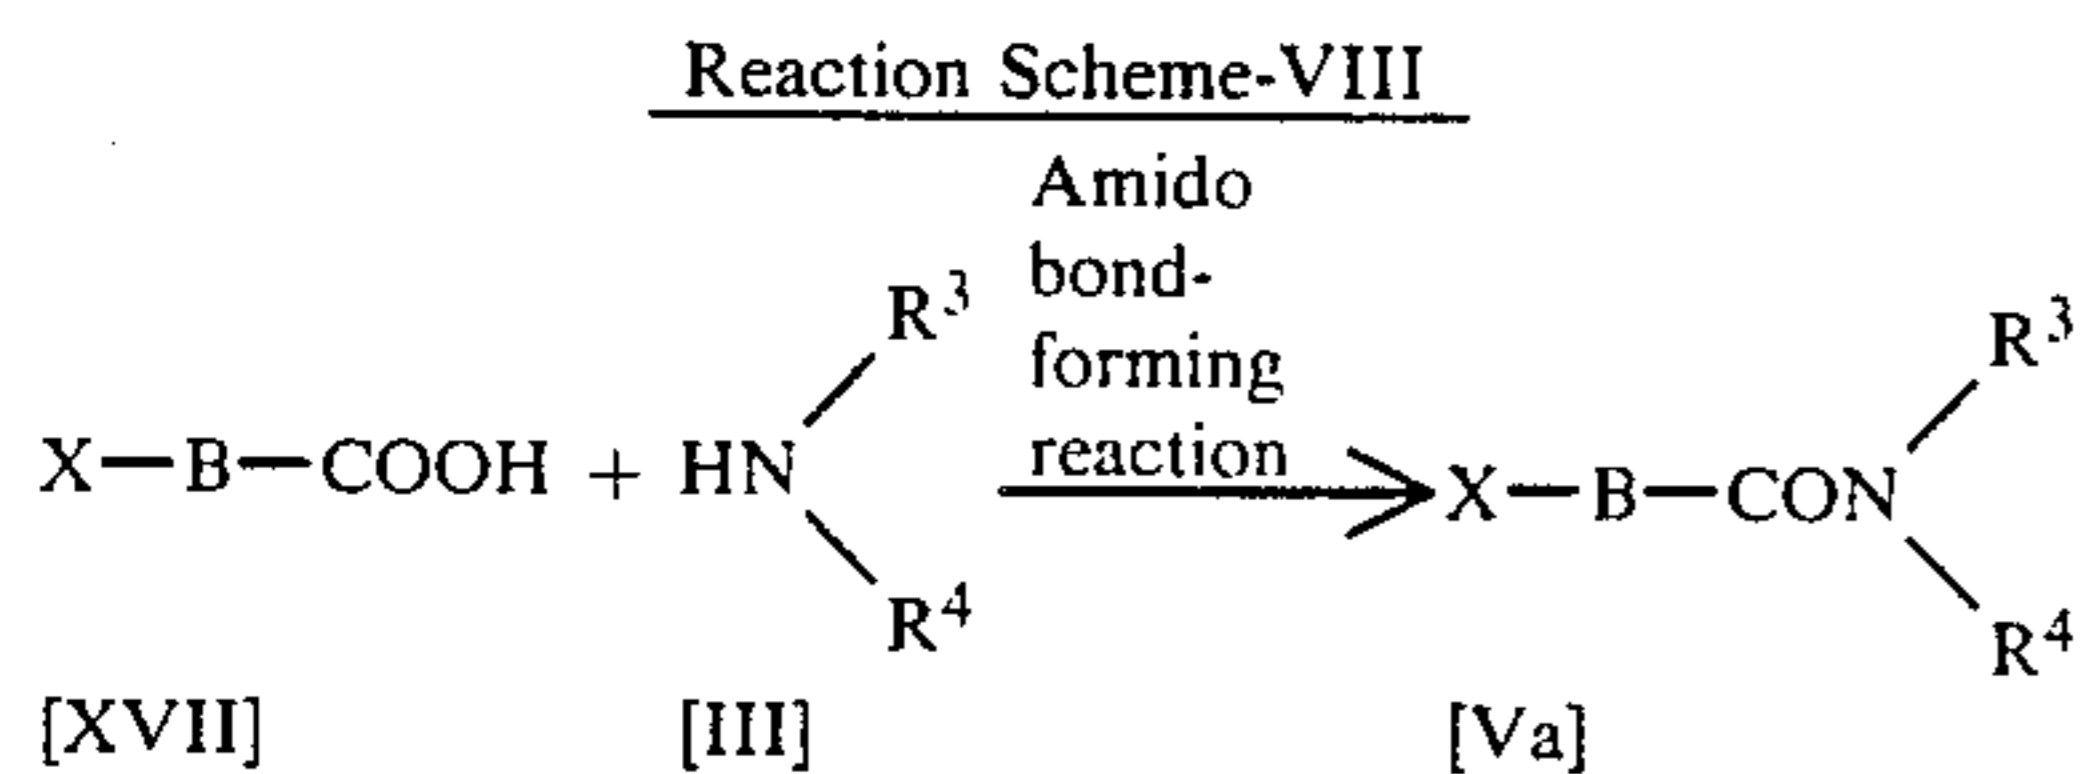 Reaction Scheme-VIII
Amido
bond-
forming
reaction
R³
R³
X—B—COOH + HN
X—B—CON
R⁴
R⁴
[XVII] [III] [Va]